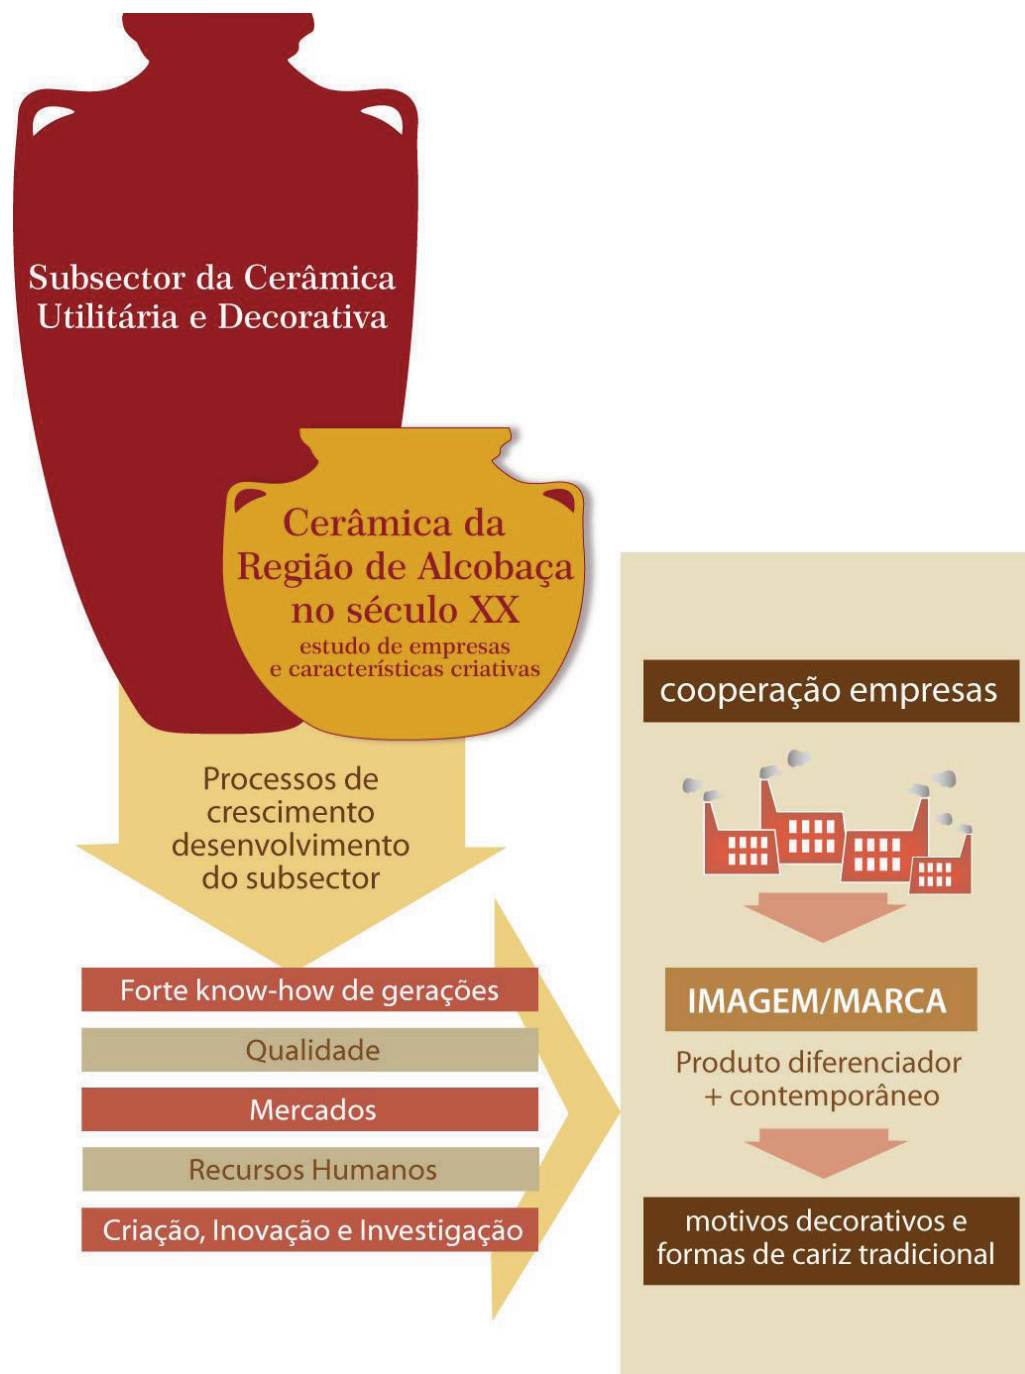 Subsector da Cerâmica
Utilitária e Decorativa
Cerâmica da
Região de Alcobaça
no século XX
estudo de empresas
e características criativas
Processos de
crescimento
desenvolvimento
do subsector
Forte know-how de gerações
Qualidade
Mercados
Recursos Humanos
Criação, Inovação e Investigação
cooperação empresas
IMAGEM/MARCA
Produto diferenciador
+ contemporâneo
motivos decorativos e
formas de cariz tradicional